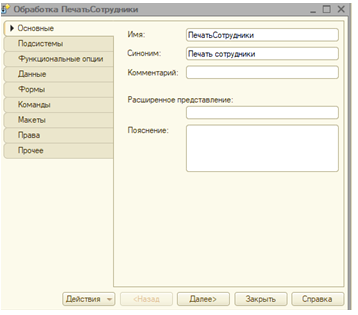 Обработка ПечатьСотрудники
Основные
Подсистемы
Функциональные опции
Данные
Формы
Команды
Макеты
Права
Прочее
Имя: ПечатьСотрудники
Синоним: Печать сотрудники
Комментарий:
Расширенное представление:
Пояснение:
Действия <Назад Далее> Закрыть Справка